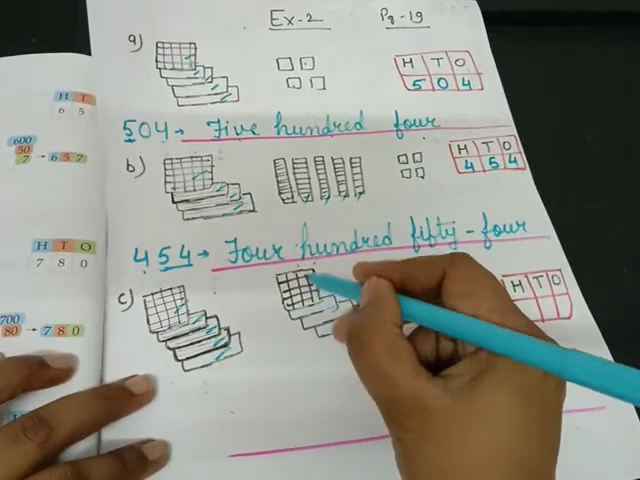 Ex-2 Pg-19
a)
H T O
5 0 4
504 → Five hundred four
b)
H T O
4 5 4
454 → Four hundred fifty-four
c)
H T O
H T
6 5
600
50
7 → 657
H T O
7 8 0
700
80 → 780